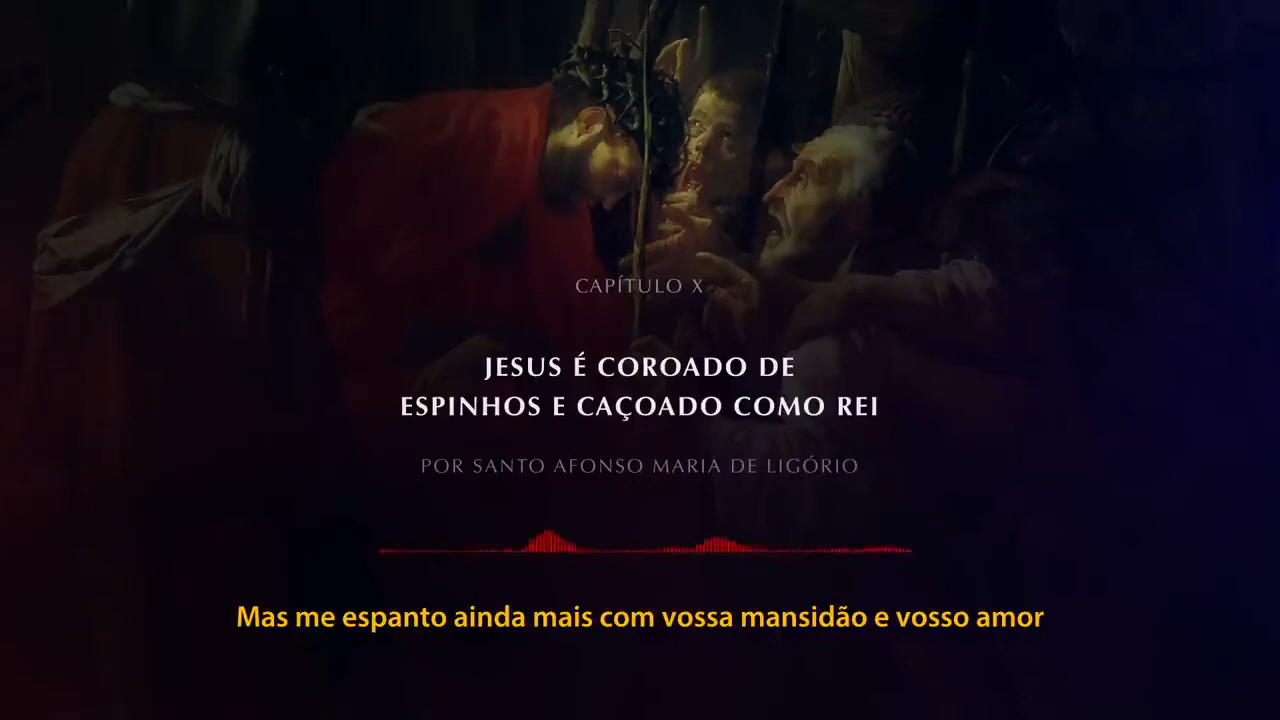 CAPÍTULO X
JESUS É COROADO DE
ESPINHOS E CAÇOADO COMO REI
POR SANTO AFONSO MARIA DE LIGÓRIO
Mas me espanto ainda mais com vossa mansidão e vosso amor